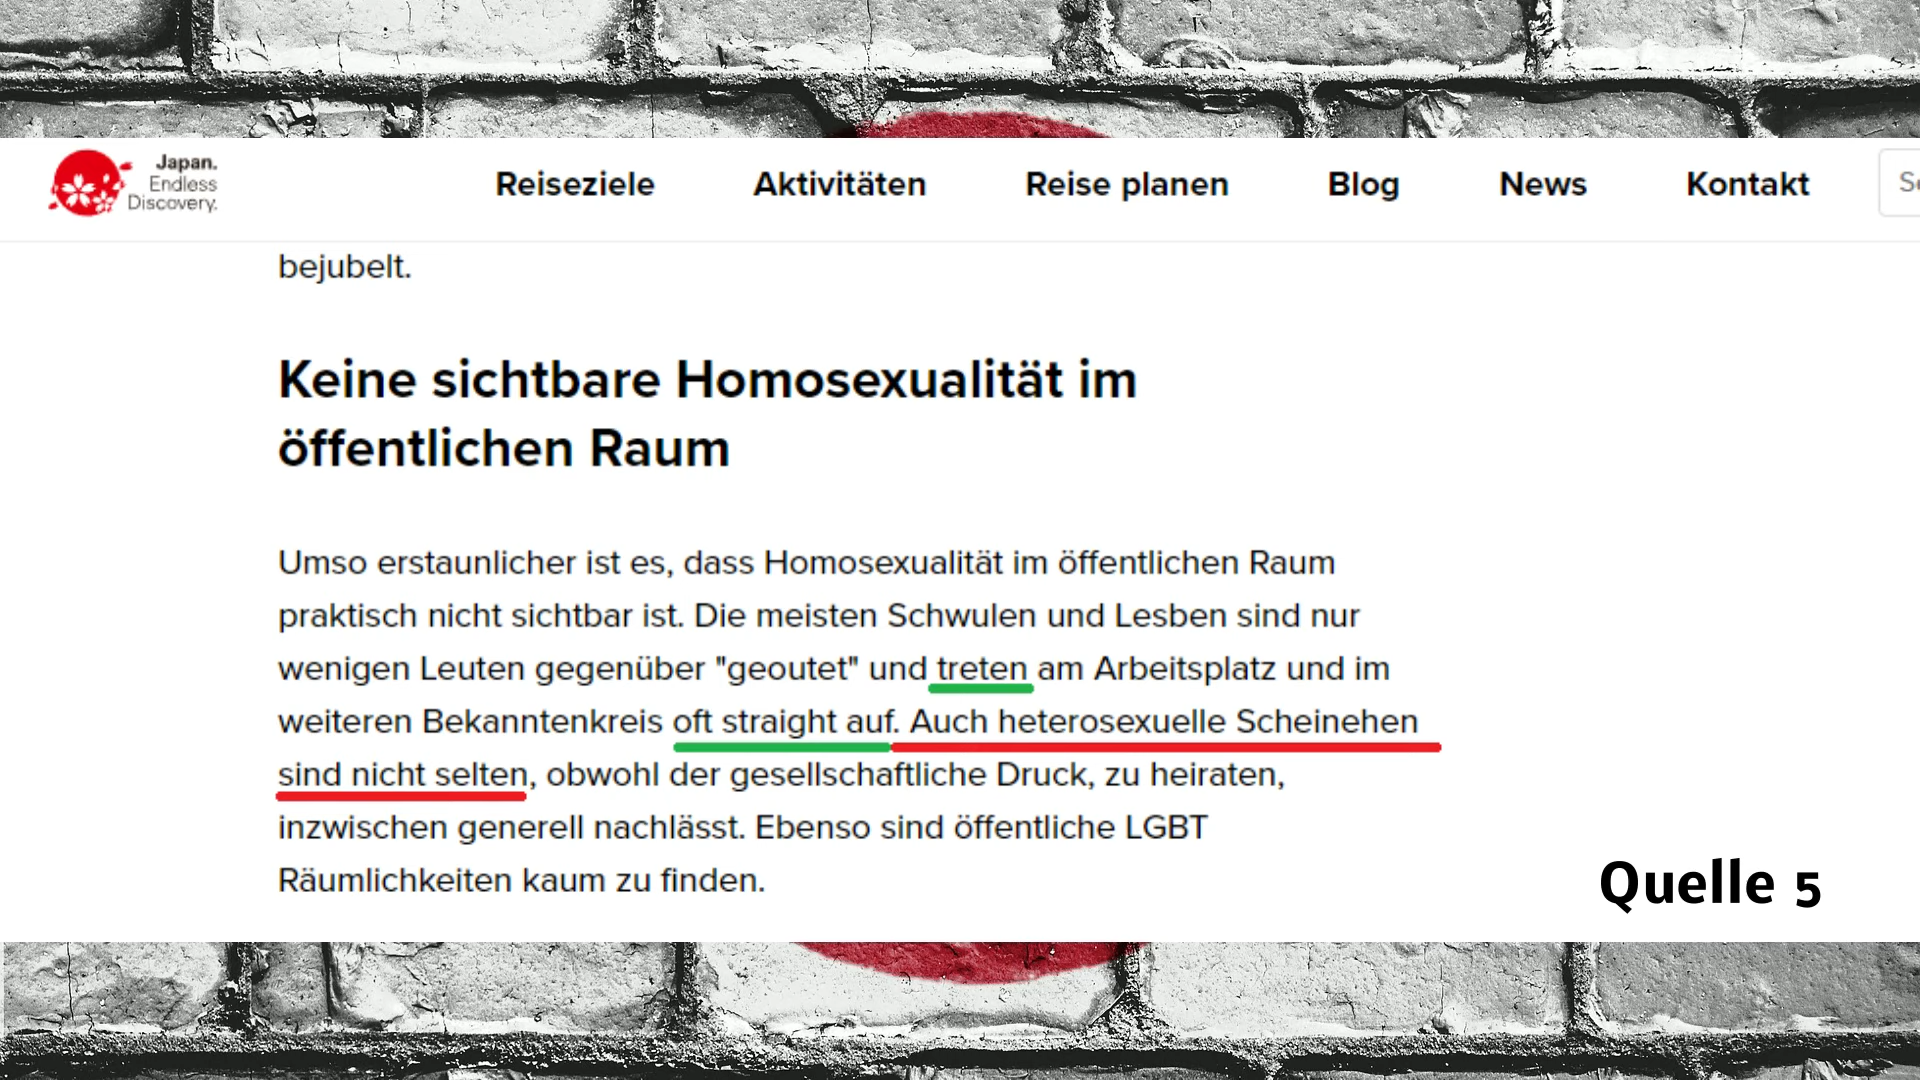 Japan.
Endless
Discovery.
Reiseziele Aktivitäten Reise planen Blog News Kontakt
bejubelt.
Keine sichtbare Homosexualität im
öffentlichen Raum
Umso erstaunlicher ist es, dass Homosexualität im öffentlichen Raum
praktisch nicht sichtbar ist. Die meisten Schwulen und Lesben sind nur
wenigen Leuten gegenüber "geoutet" und treten am Arbeitsplatz und im
weiteren Bekanntenkreis oft straight auf. Auch heterosexuelle Scheinehen
sind nicht selten, obwohl der gesellschaftliche Druck, zu heiraten,
inzwischen generell nachlässt. Ebenso sind öffentliche LGBT
Räumlichkeiten kaum zu finden.
Quelle 5